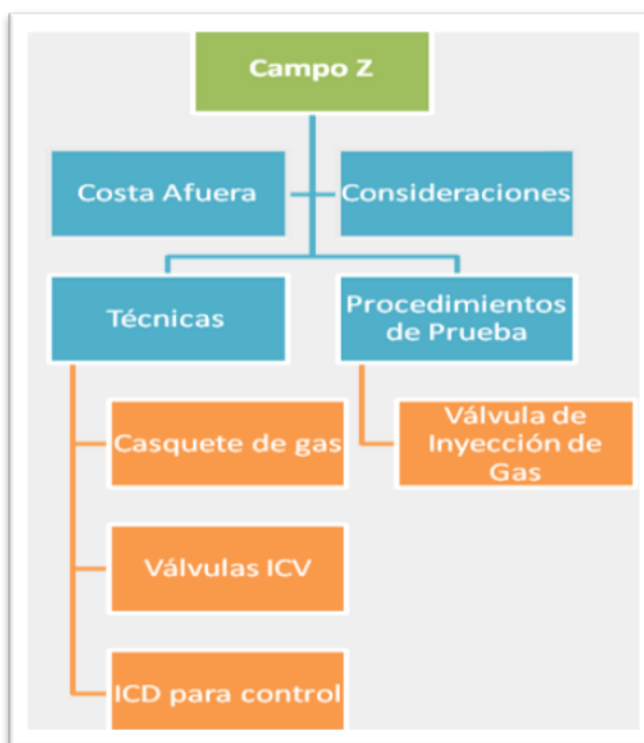 Campo Z
Costa Afuera
Consideraciones
Técnicas
Procedimientos
de Prueba
Casquete de gas
Válvula de
Inyección de
Gas
Válvulas ICV
ICD para control